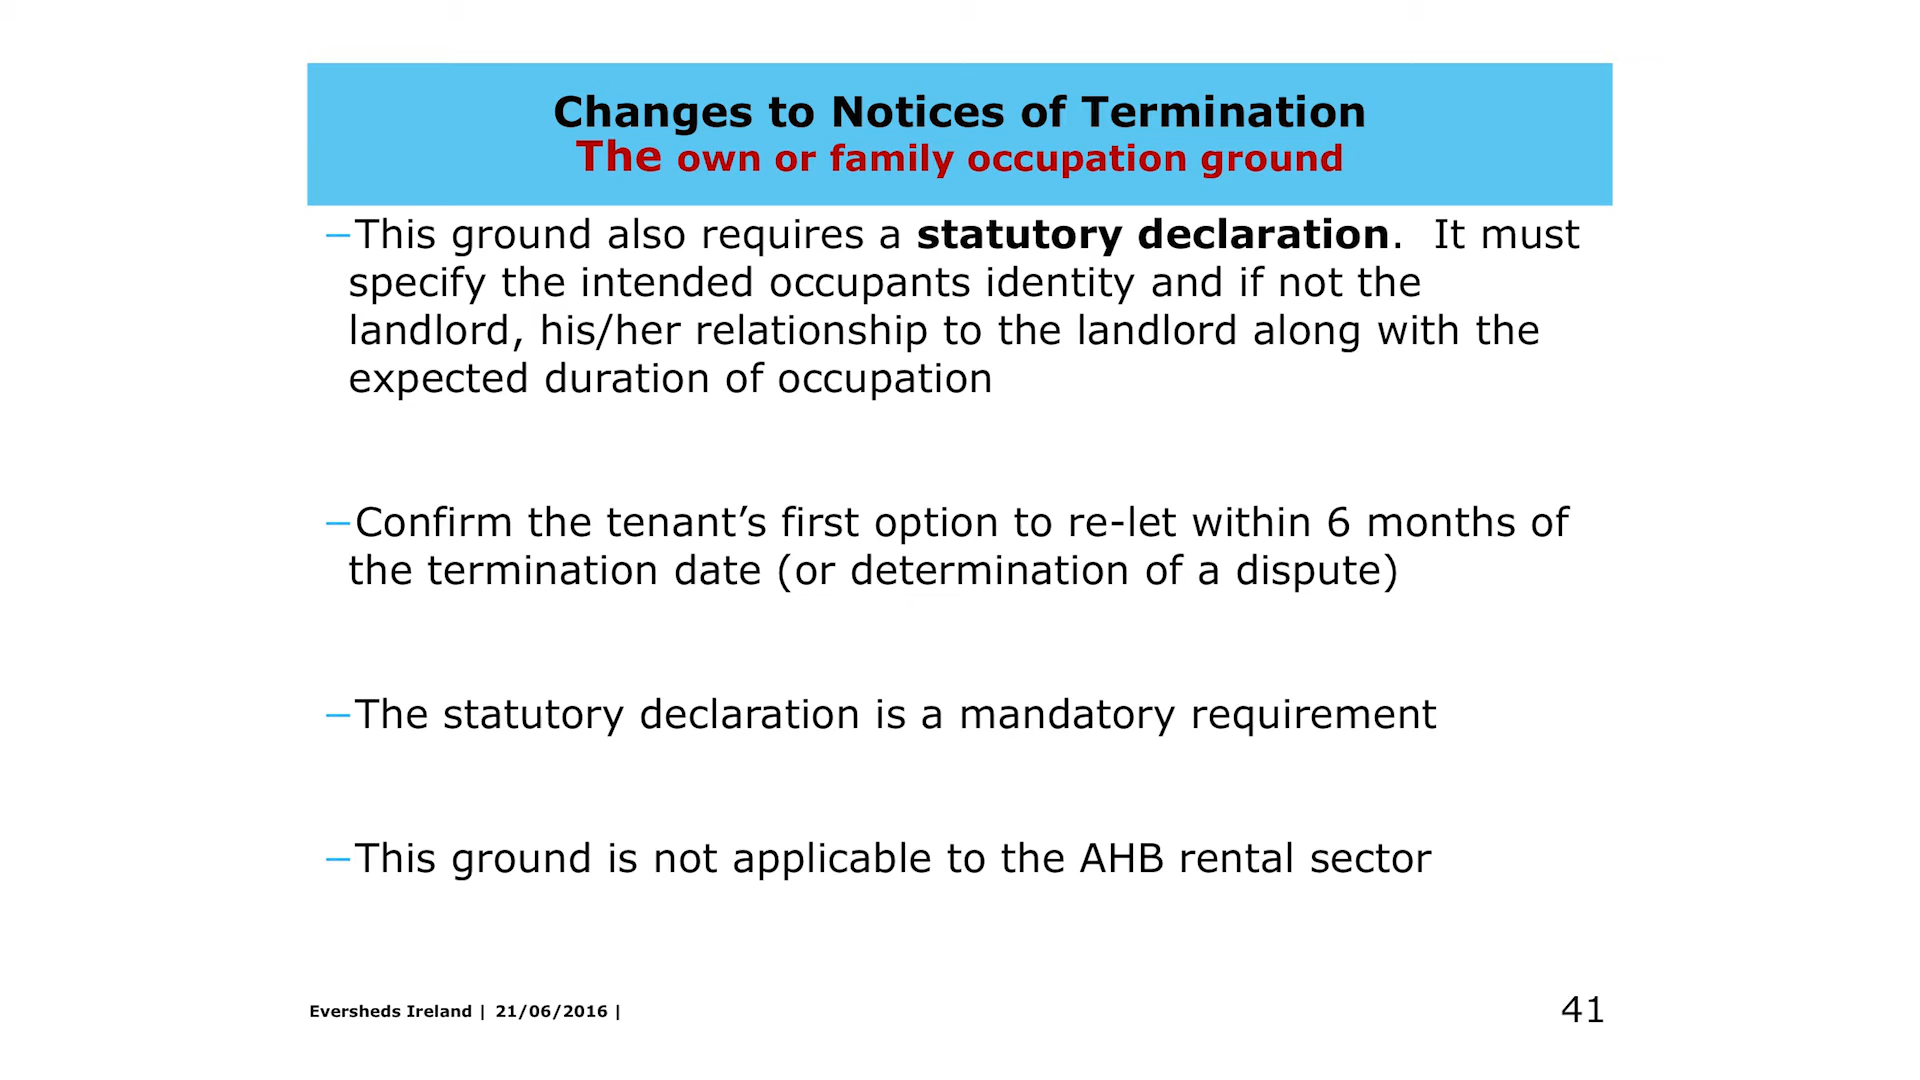 Changes to Notices of Termination
The own or family occupation ground
–This ground also requires a statutory declaration.  It must
specify the intended occupants identity and if not the
landlord, his/her relationship to the landlord along with the
expected duration of occupation
–Confirm the tenant’s first option to re-let within 6 months of
the termination date (or determination of a dispute)
–The statutory declaration is a mandatory requirement
–This ground is not applicable to the AHB rental sector
Eversheds Ireland | 21/06/2016 |
41